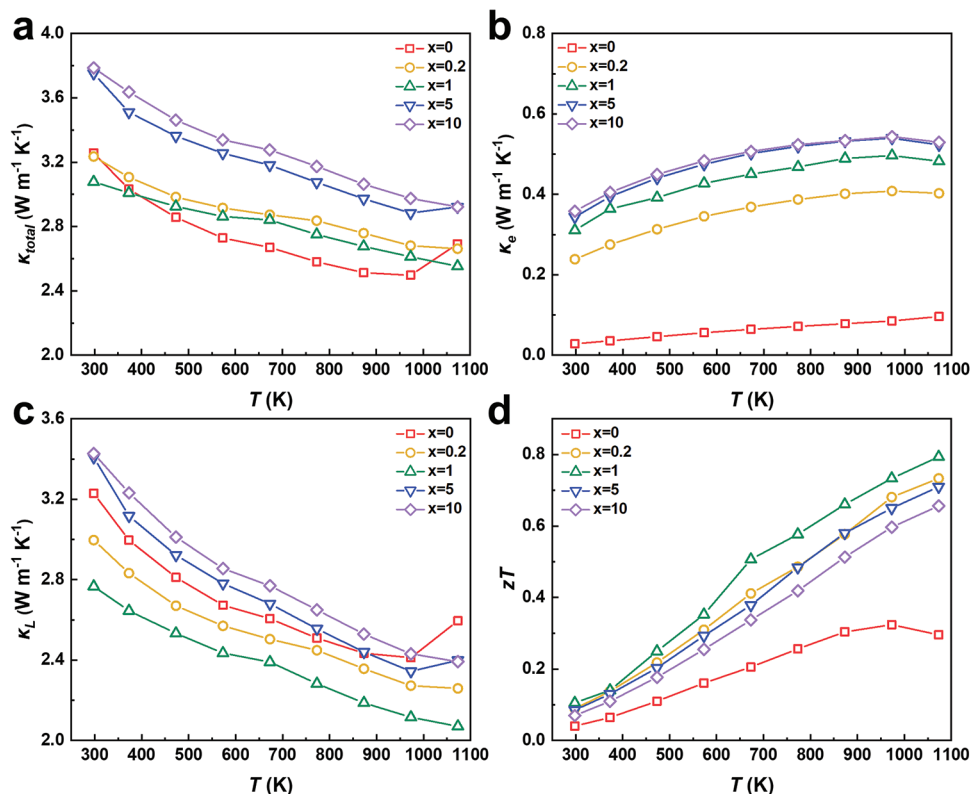 a
4.0
3.6
3.2
2.8
2.4
2.0
κtotal (W m⁻¹ K⁻¹)
x=0
x=0.2
x=1
x=5
x=10
300 400 500 600 700 800 900 1000 1100
T (K)
b
0.8
0.6
0.4
0.2
0.0
κe (W m⁻¹ K⁻¹)
x=0
x=0.2
x=1
x=5
x=10
300 400 500 600 700 800 900 1000 1100
T (K)
c
3.6
3.2
2.8
2.4
2.0
κL (W m⁻¹ K⁻¹)
x=0
x=0.2
x=1
x=5
x=10
300 400 500 600 700 800 900 1000 1100
T (K)
d
0.8
0.6
0.4
0.2
0.0
zT
x=0
x=0.2
x=1
x=5
x=10
300 400 500 600 700 800 900 1000 1100
T (K)